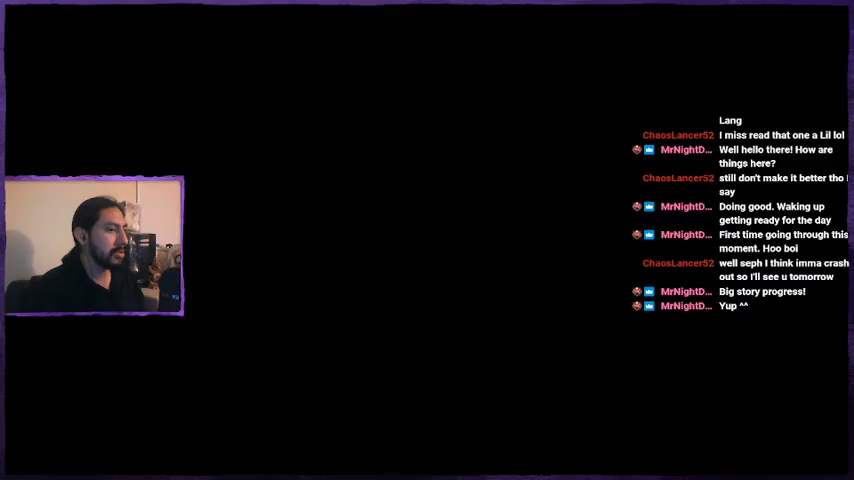 Lang
ChaosLancer52 I miss read that one a Lil lol
MrNightD... Well hello there! How are
things here?
ChaosLancer52 still don't make it better tho I
say
MrNightD... Doing good. Waking up
getting ready for the day
MrNightD... First time going through this
moment. Hoo boi
ChaosLancer52 well seph I think imma crash
out so I'll see u tomorrow
MrNightD... Big story progress!
MrNightD... Yup ^^